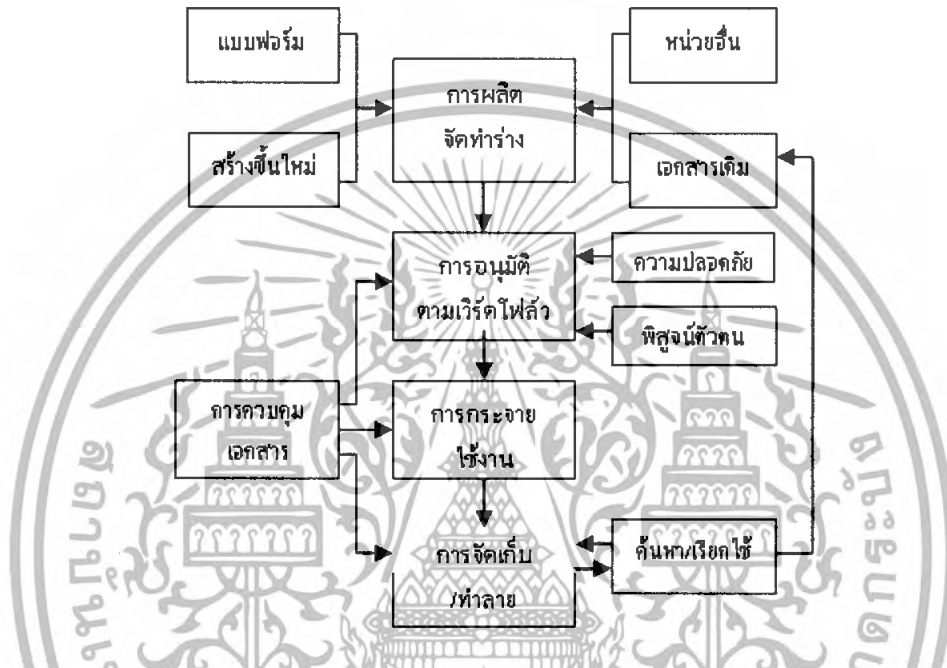 แบบฟอร์ม
หน่วยอื่น
การผลิต
จัดทำร่าง
สร้างขึ้นใหม่
เอกสารเดิม
การอนุมัติ
ตามเวิร์ดโฟล์ว
ความปลอดภัย
พิสูจน์ตัวตน
การควบคุม
เอกสาร
การกระจาย
ใช้งาน
การจัดเก็บ
/ทำลาย
ค้นหา/เรียกใช้